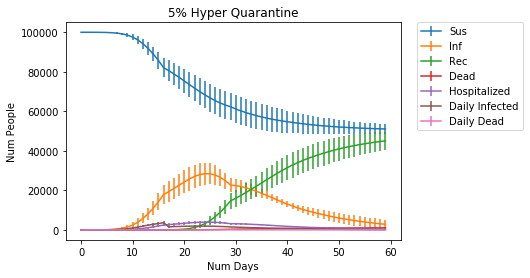 5% Hyper Quarantine
100000
80000
60000
40000
20000
0
Num People
0
10
20
30
40
50
60
Num Days
Sus
Inf
Rec
Dead
Hospitalized
Daily Infected
Daily Dead